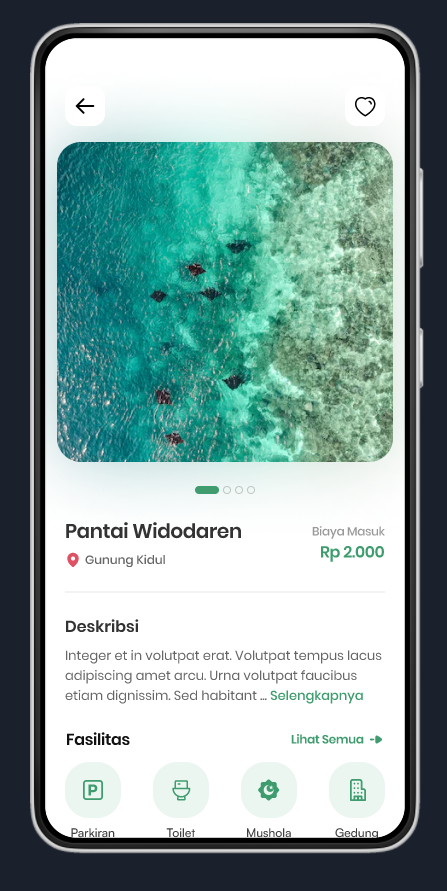 Pantai Widodaren
Biaya Masuk
Gunung Kidul
Rp 2.000
Deskribsi
Integer et in volutpat erat. Volutpat tempus lacus
adipiscing amet arcu. Urna volutpat faucibus
etiam dignissim. Sed habitant ... Selengkapnya
Fasilitas
Lihat Semua
P
Parkiran
Toilet
Mushola
Gedung